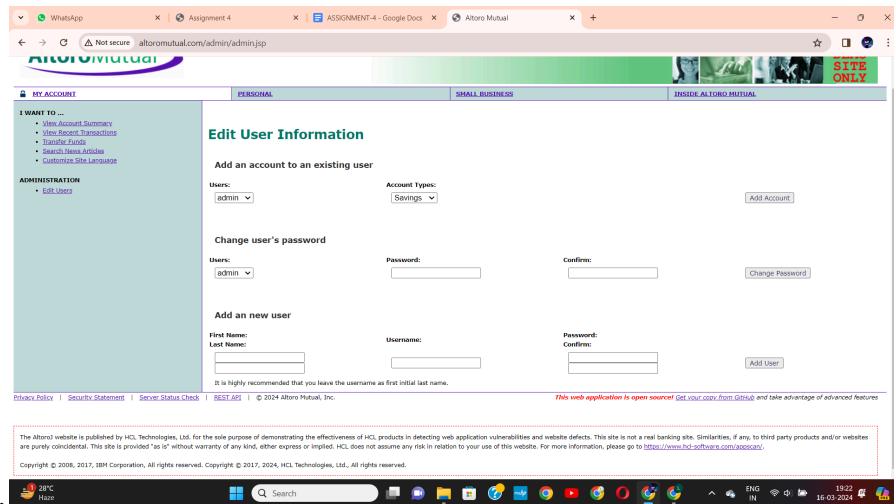 WhatsApp
Assignment 4
ASSIGNMENT-4 - Google Docs
Altoro Mutual
Not secure altoromutual.com/admin/admin.jsp
AltoroMutual
SITE
ONLY
MY ACCOUNT
PERSONAL
SMALL BUSINESS
INSIDE ALTORO MUTUAL
I WANT TO ...
View Account Summary
View Recent Transactions
Transfer Funds
Search News Articles
Customize Site Language
ADMINISTRATION
Edit Users
Edit User Information
Add an account to an existing user
Users: Account Types:
admin Savings Add Account
Change user's password
Users: Password: Confirm:
admin Change Password
Add an new user
First Name:
Last Name:
Username:
Password:
Confirm:
Add User
It is highly recommended that you leave the username as first initial last name.
Privacy Policy | Security Statement | Server Status Check | REST API | © 2024 Altoro Mutual, Inc.
This web application is open source! Get your copy from GitHub and take advantage of advanced features
The AltoroJ website is published by HCL Technologies, Ltd. for the sole purpose of demonstrating the effectiveness of HCL products in detecting web application vulnerabilities and website defects. This site is not a real banking site. Similarities, if any, to third party products and/or websites
are purely coincidental. This site is provided "as is" without warranty of any kind, either express or implied. HCL does not assume any risk in relation to your use of this website. For more information, please go to https://www.hcl-software.com/appscan/.
Copyright © 2008, 2017, IBM Corporation, All rights reserved. Copyright © 2017, 2024, HCL Technologies, Ltd., All rights reserved.
28°C
Haze
Search
ENG
IN
19:22
16-03-2024